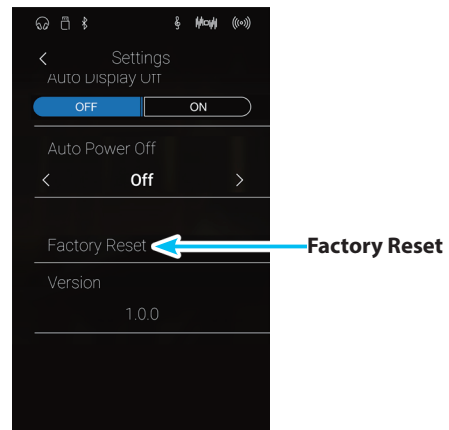 Settings
Auto Display Off
OFF ON
Auto Power Off
Off
Factory Reset
Factory Reset
Version
1.0.0